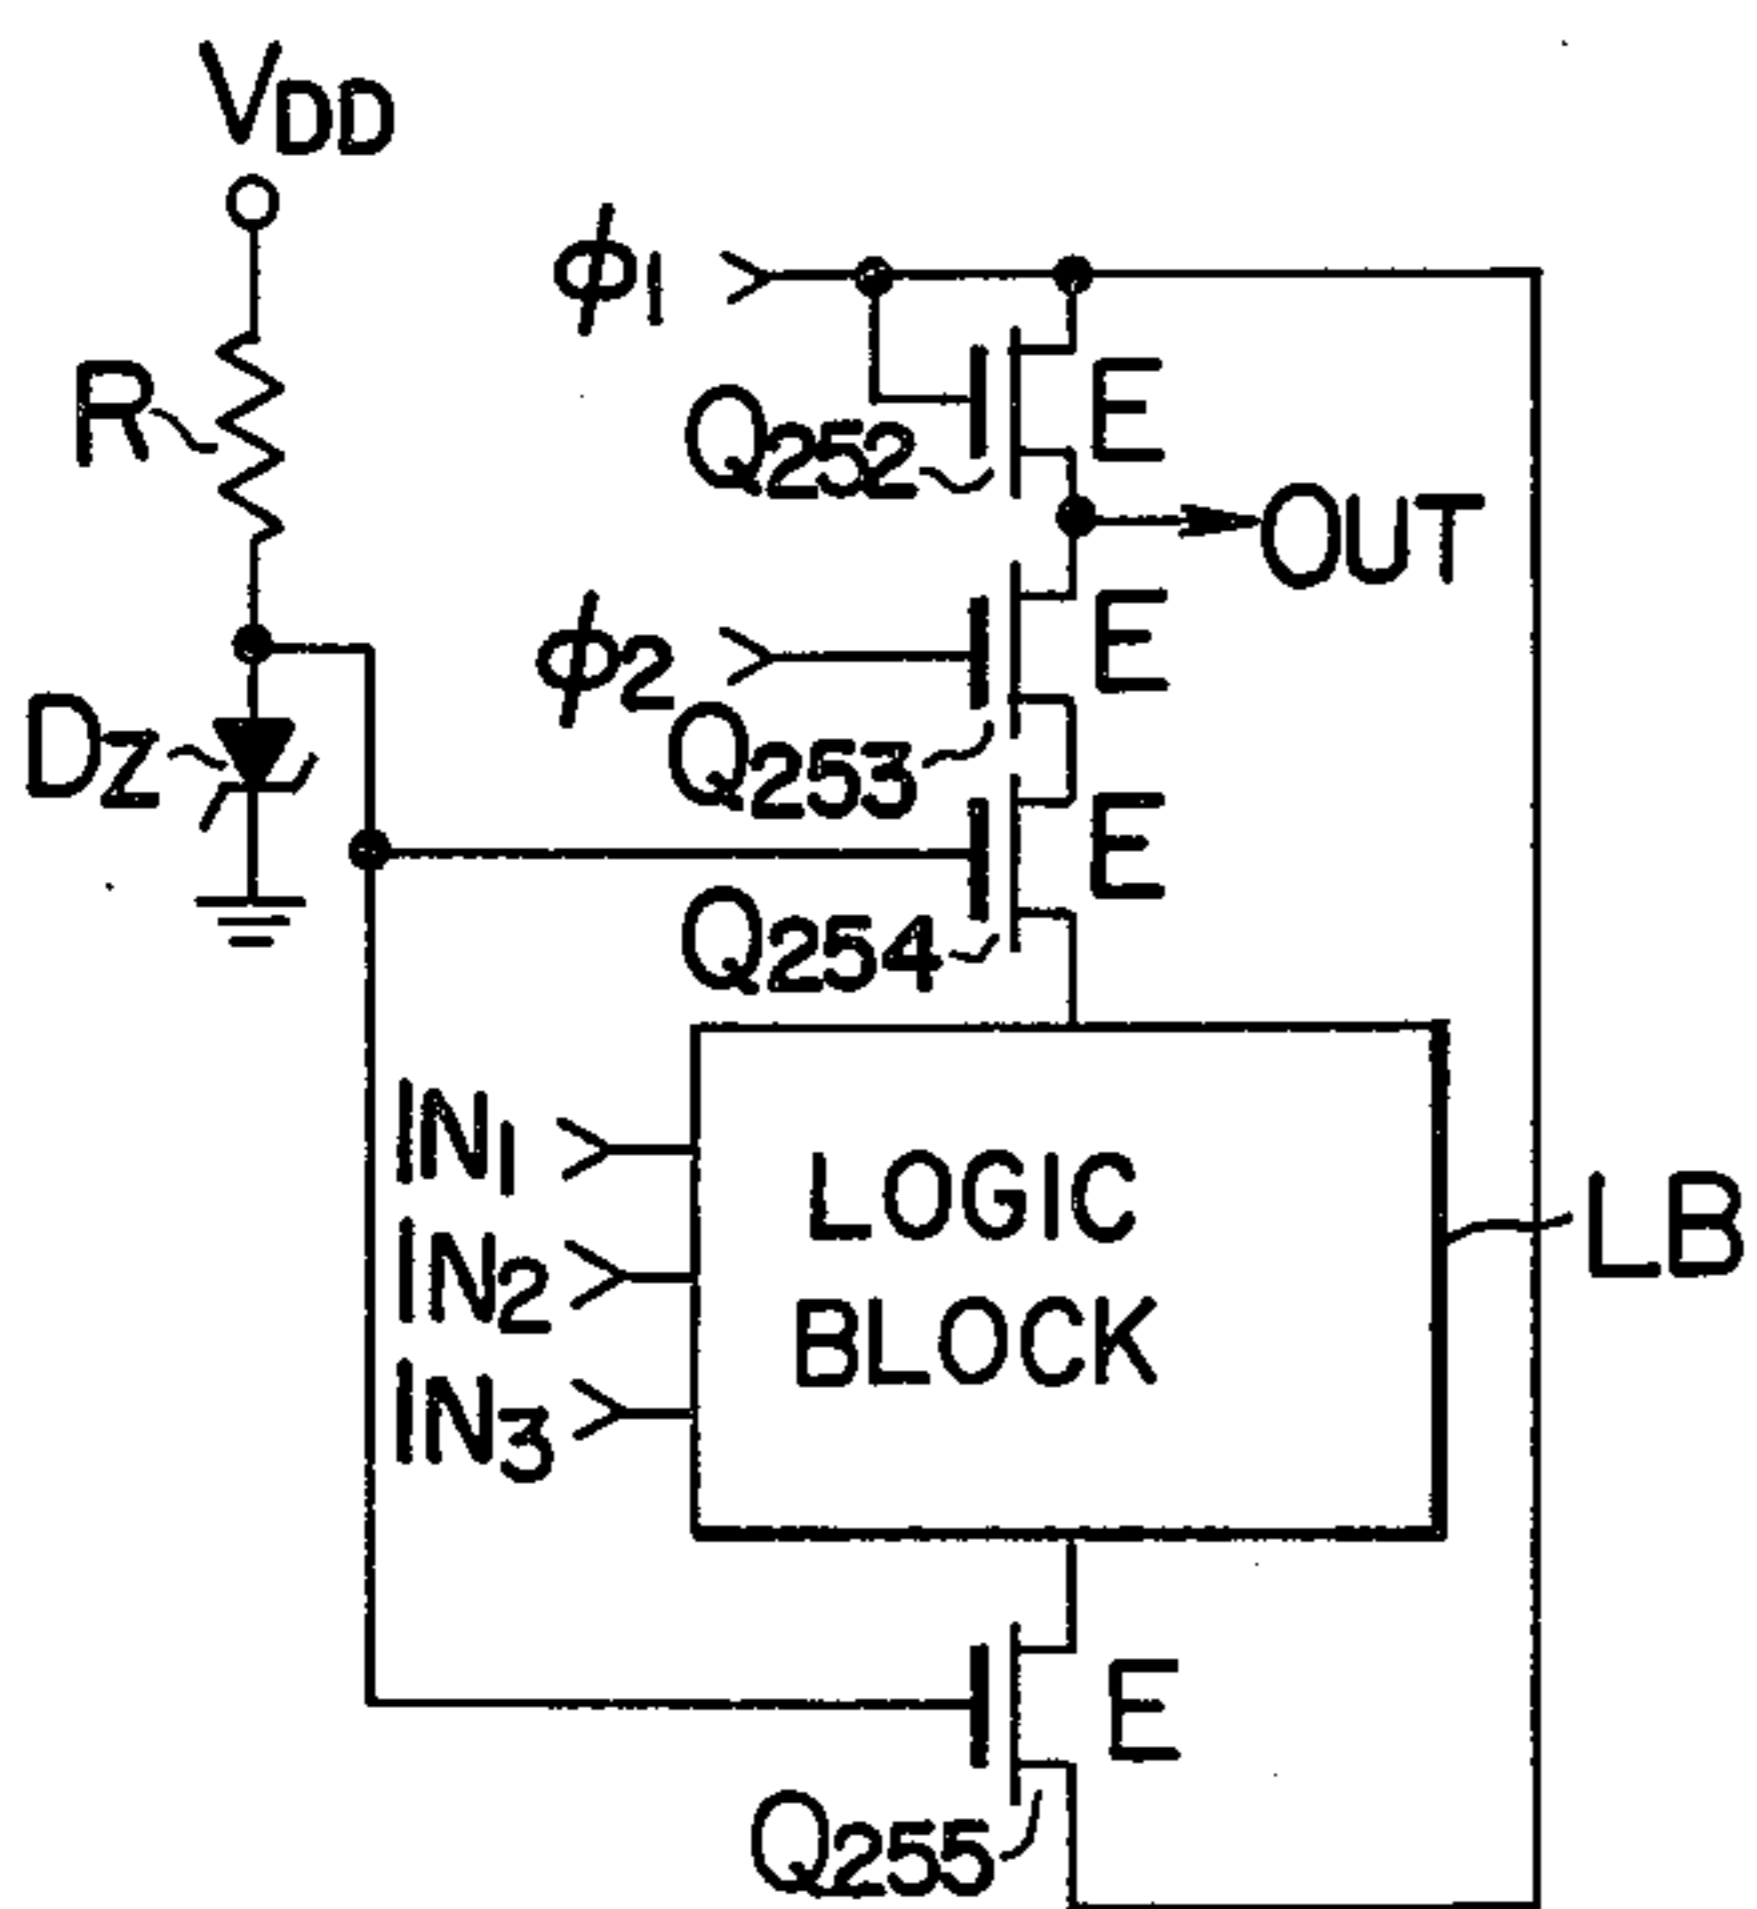 VDD
ϕ1
R
Q252
E
OUT
ϕ2
E
DZ
Q253
E
Q254
IN1
LOGIC
LB
IN2
BLOCK
IN3
E
Q255